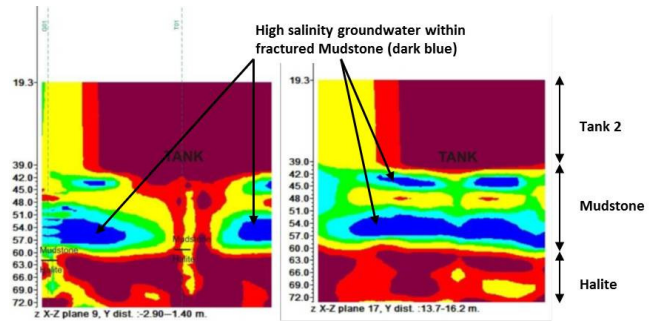 High salinity groundwater within
fractured Mudstone (dark blue)
T01
19.3
TANK
39.0
42.0
45.0
48.0
51.0
54.0
57.0
60.0
63.0
66.0
69.0
72.0
Mudstone
Halite
Mudstone
Halite
z X-Z plane 9, Y dist. :-2.90--1.40 m.
19.3
TANK
39.0
42.0
45.0
48.0
51.0
54.0
57.0
60.0
63.0
66.0
69.0
72.0
z X-Z plane 17, Y dist. :13.7-16.2 m.
Tank 2
Mudstone
Halite